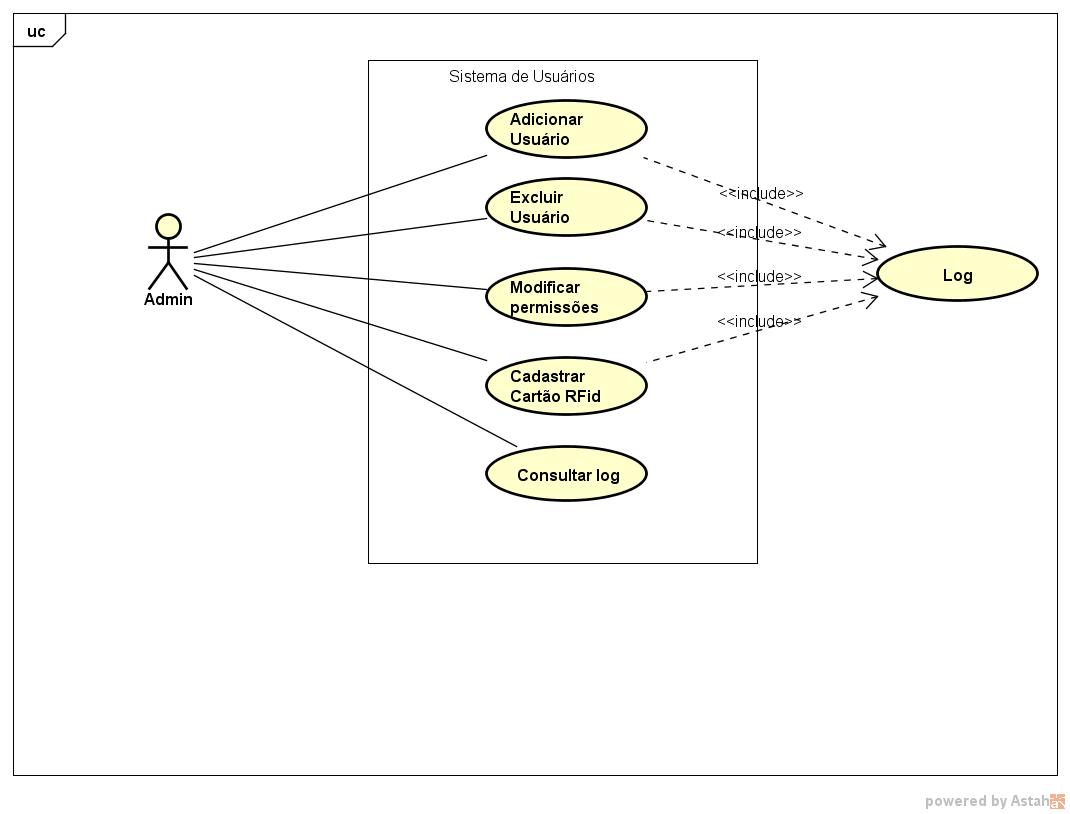 uc
Sistema de Usuários
Adicionar
Usuário
<<include>>
Excluir
Usuário
<<include>>
Admin
Modificar
permissões
<<include>>
Log
<<include>>
Cadastrar
Cartão RFid
Consultar log
powered by Astah